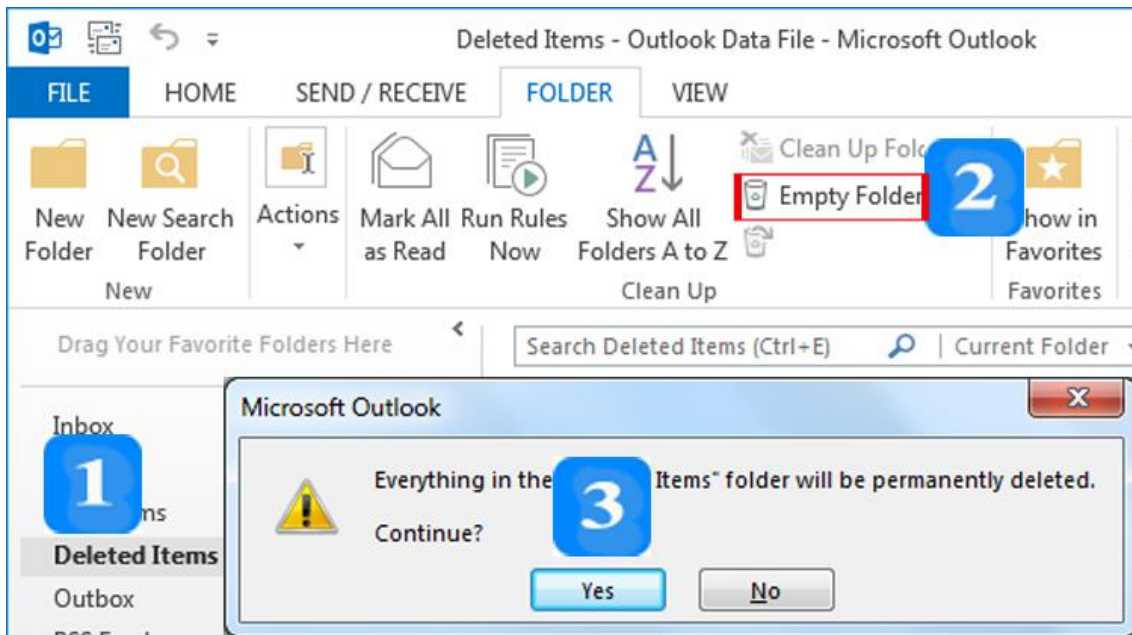 Deleted Items - Outlook Data File - Microsoft Outlook
FILE HOME SEND / RECEIVE FOLDER VIEW
New Folder
New Search Folder
Actions
Mark All as Read
Run Rules Now
Show All Folders A to Z
Clean Up
Empty Folder
2
in Favorites
New
Clean Up
Favorites
Drag Your Favorite Folders Here
Search Deleted Items (Ctrl+E)
Current Folder
Inbox
1
Deleted Items
Outbox
Microsoft Outlook
Everything in the
3
Items" folder will be permanently deleted.
Continue?
Yes
No